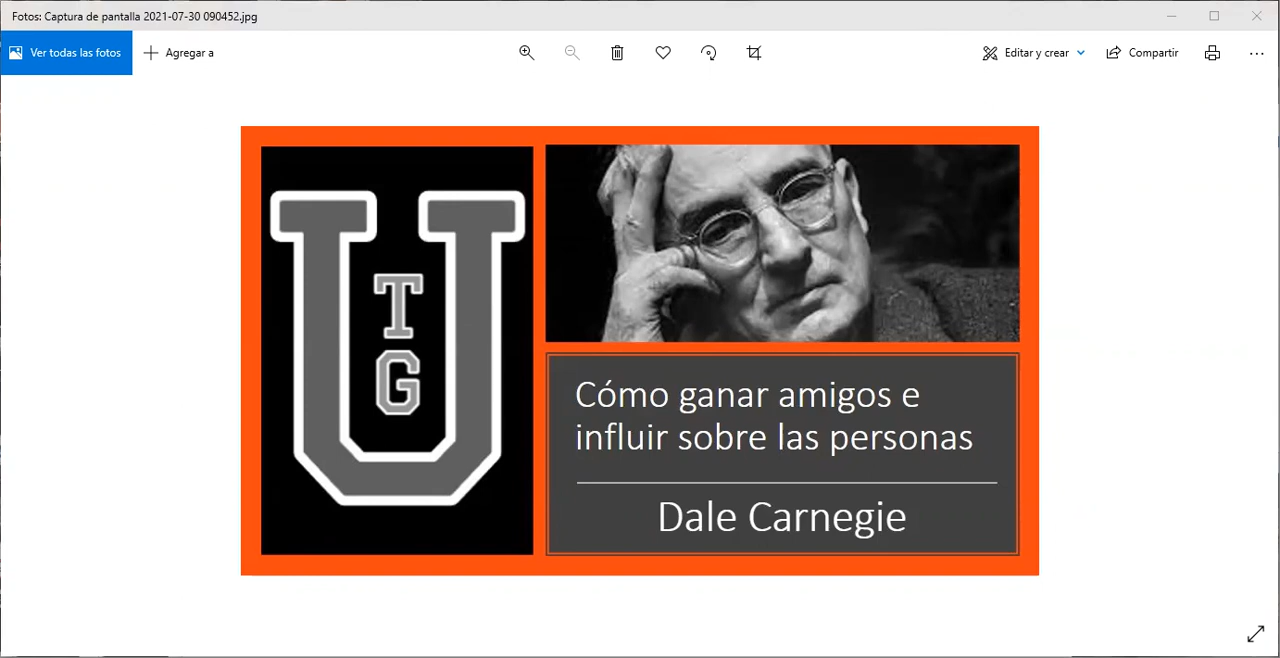 Fotos: Captura de pantalla 2021-07-30 090452.jpg
Ver todas las fotos
Agregar a
Editar y crear
Compartir
U
T
G
Cómo ganar amigos e
influir sobre las personas
Dale Carnegie